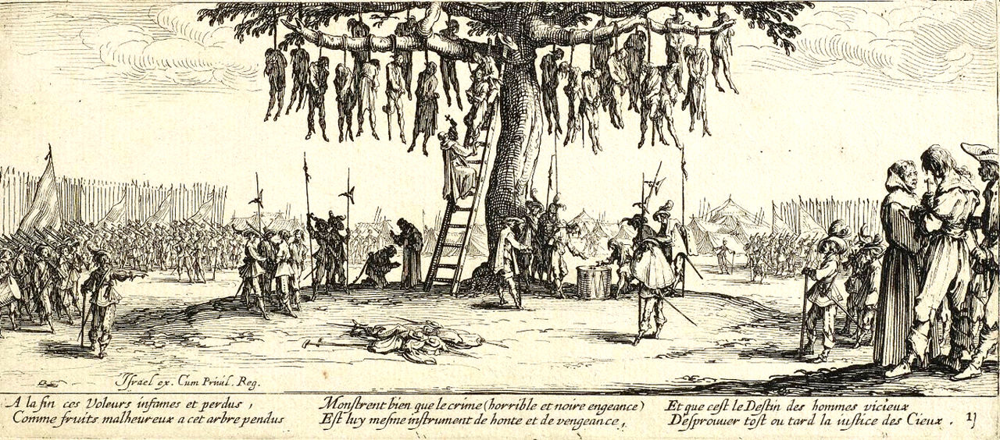 Israel ex. Cum Privil. Reg.
A la fin ces Voleurs infames et perdus ,
Comme fruits malheureux a cet arbre pendus
Monstrent bien que le crime (horrible et noire engeance)
Est luy mesme instrument de honte et de vengeance ,
Et que cest le Destin des hommes vicieux
Desprouver tost ou tard la iustice des Cieux .
11